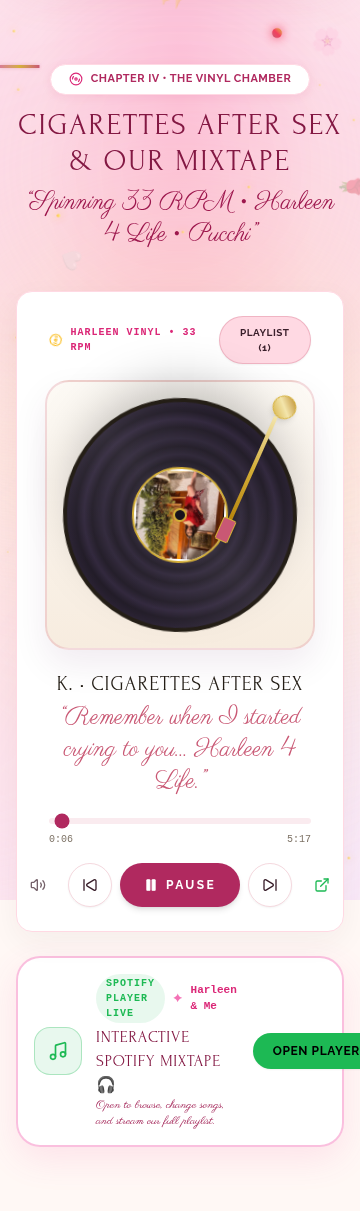 CHAPTER IV • THE VINYL CHAMBER
CIGARETTES AFTER SEX
& OUR MIXTAPE
“Spinning 33 RPM • Harleen
4 Life • Pucchi”
HARLEEN VINYL • 33
RPM
PLAYLIST
(1)
K. · CIGARETTES AFTER SEX
“Remember when I started
crying to you... Harleen 4
Life.”
0:06
5:17
PAUSE
SPOTIFY
PLAYER
LIVE
Harleen
& Me
INTERACTIVE
SPOTIFY MIXTAPE
🎧
Open to browse, change songs,
and stream our full playlist.
OPEN PLAYER